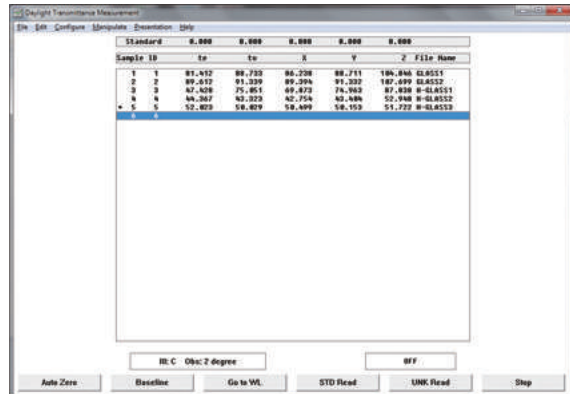 Daylight Transmittance Measurement
File Edit Configure Manipulate Presentation Help
Standard 0.000 0.000 0.000 0.000 0.000
Sample ID te tv X Y Z File Name
1 1 81.412 88.733 86.238 88.711 104.846 GLASS1
2 2 89.612 91.339 89.394 91.332 107.699 GLASS2
3 3 47.428 75.051 69.873 74.963 87.838 H-GLASS1
4 4 44.367 43.323 42.754 43.484 52.948 H-GLASS2
* 5 5 52.023 50.029 50.499 50.153 51.722 H-GLASS3
6 6
Ill: C Obs: 2 degree
OFF
Auto Zero Baseline Go to WL STD Read UNK Read Stop